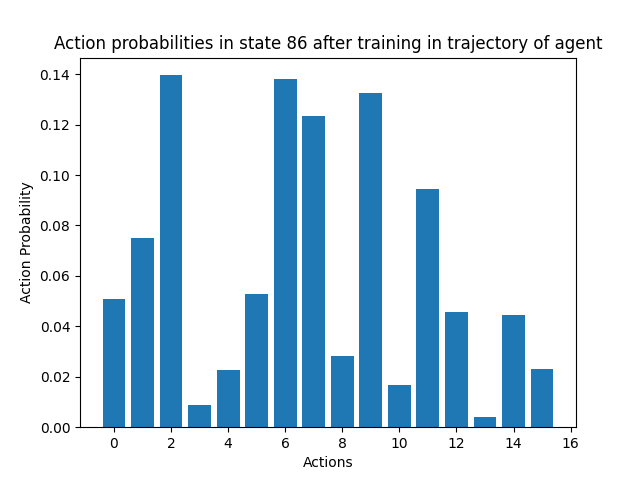 Action probabilities in state 86 after training in trajectory of agent
0.14
0.12
0.10
0.08
0.06
0.04
0.02
0.00
Action Probability
0 2 4 6 8 10 12 14 16
Actions